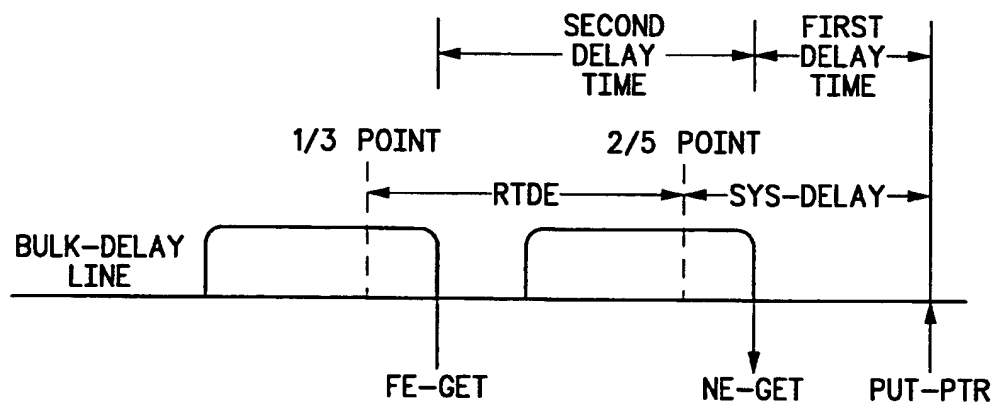 SECOND
DELAY
TIME
FIRST
DELAY
TIME
1/3 POINT
2/5 POINT
RTDE
SYS-DELAY
BULK-DELAY
LINE
FE-GET
NE-GET
PUT-PTR